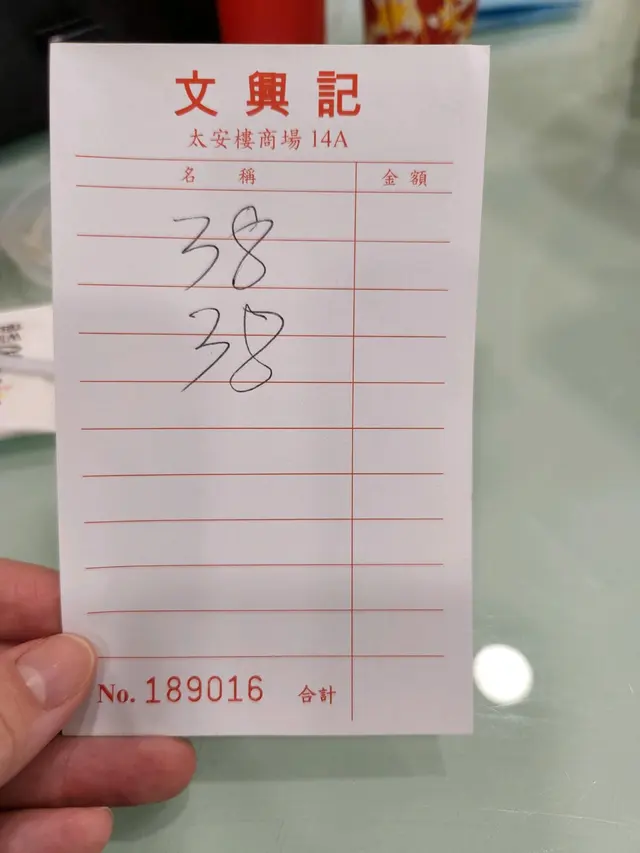 文興記
太安樓商場 14A
名 稱 金 額
38
38
No. 189016 合計